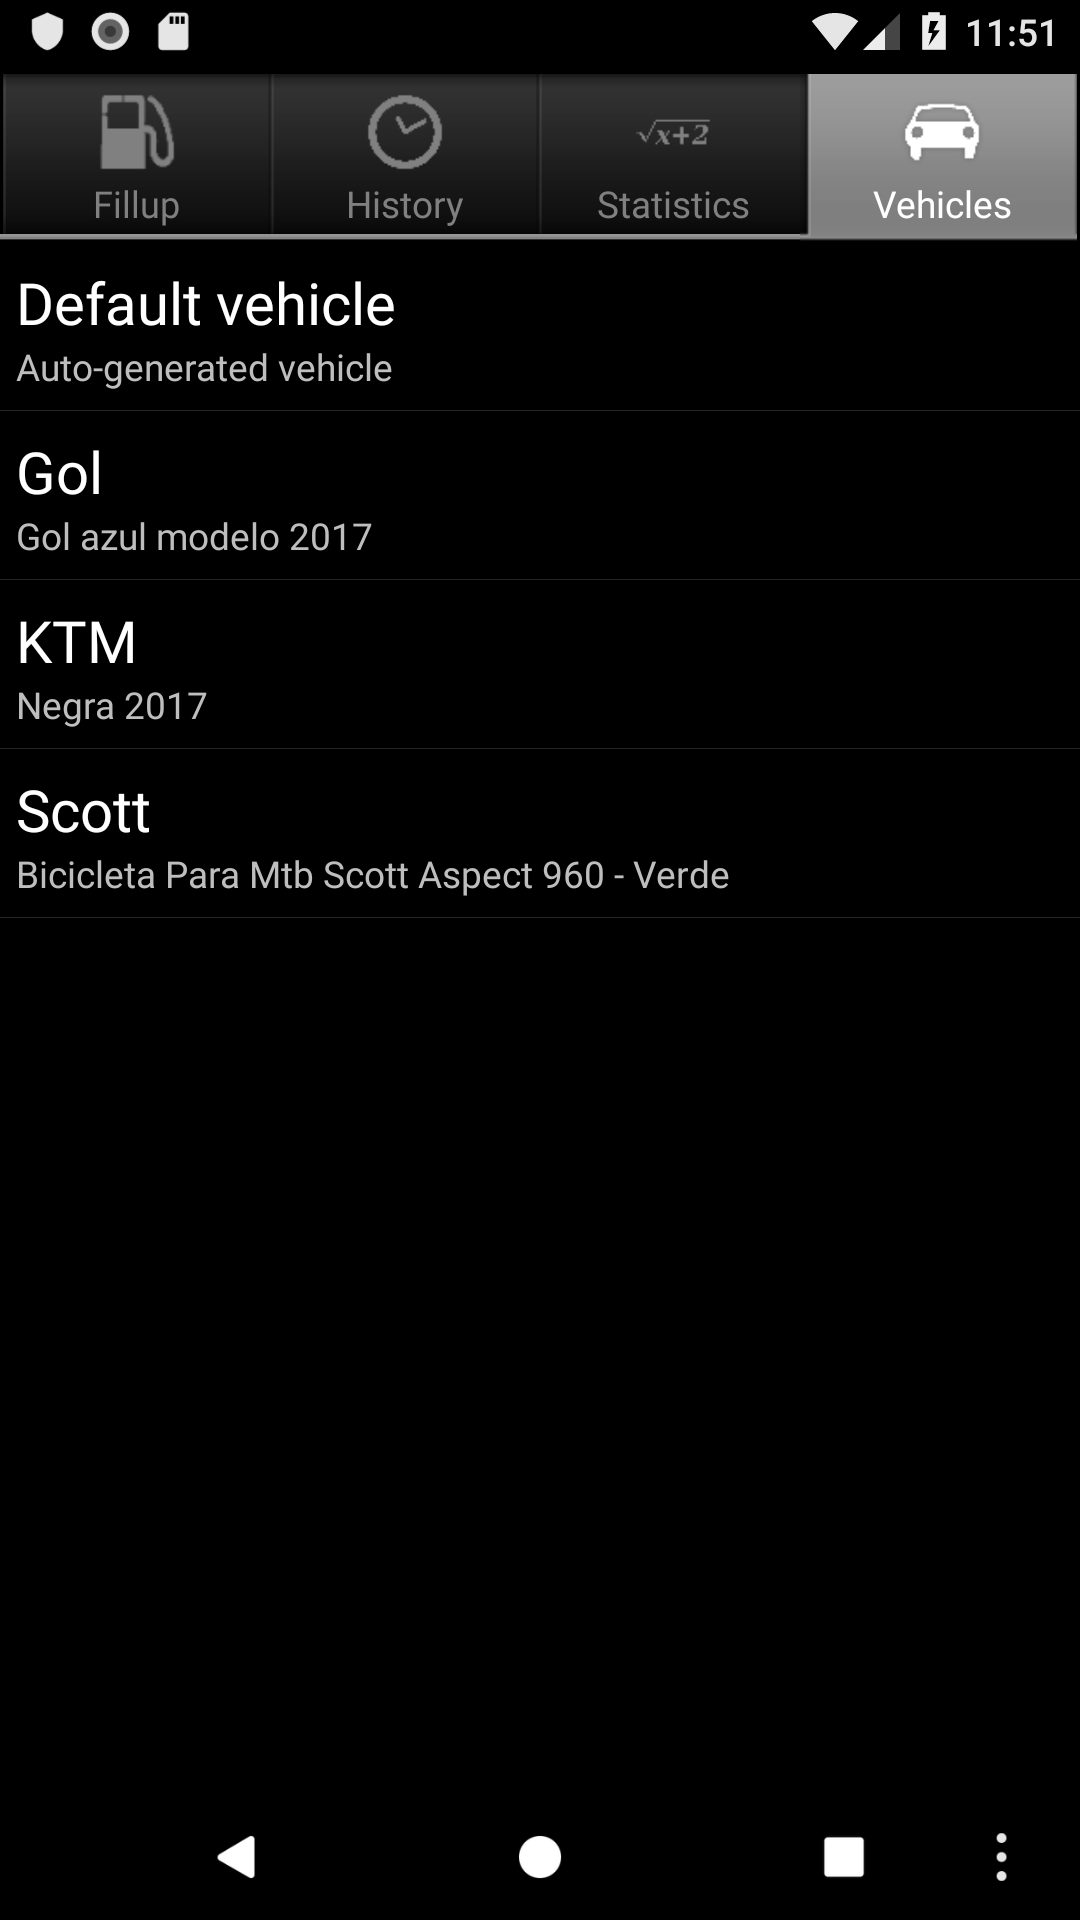 11:51
Fillup
History
√x+2
Statistics
Vehicles
Default vehicle
Auto-generated vehicle
Gol
Gol azul modelo 2017
KTM
Negra 2017
Scott
Bicicleta Para Mtb Scott Aspect 960 - Verde